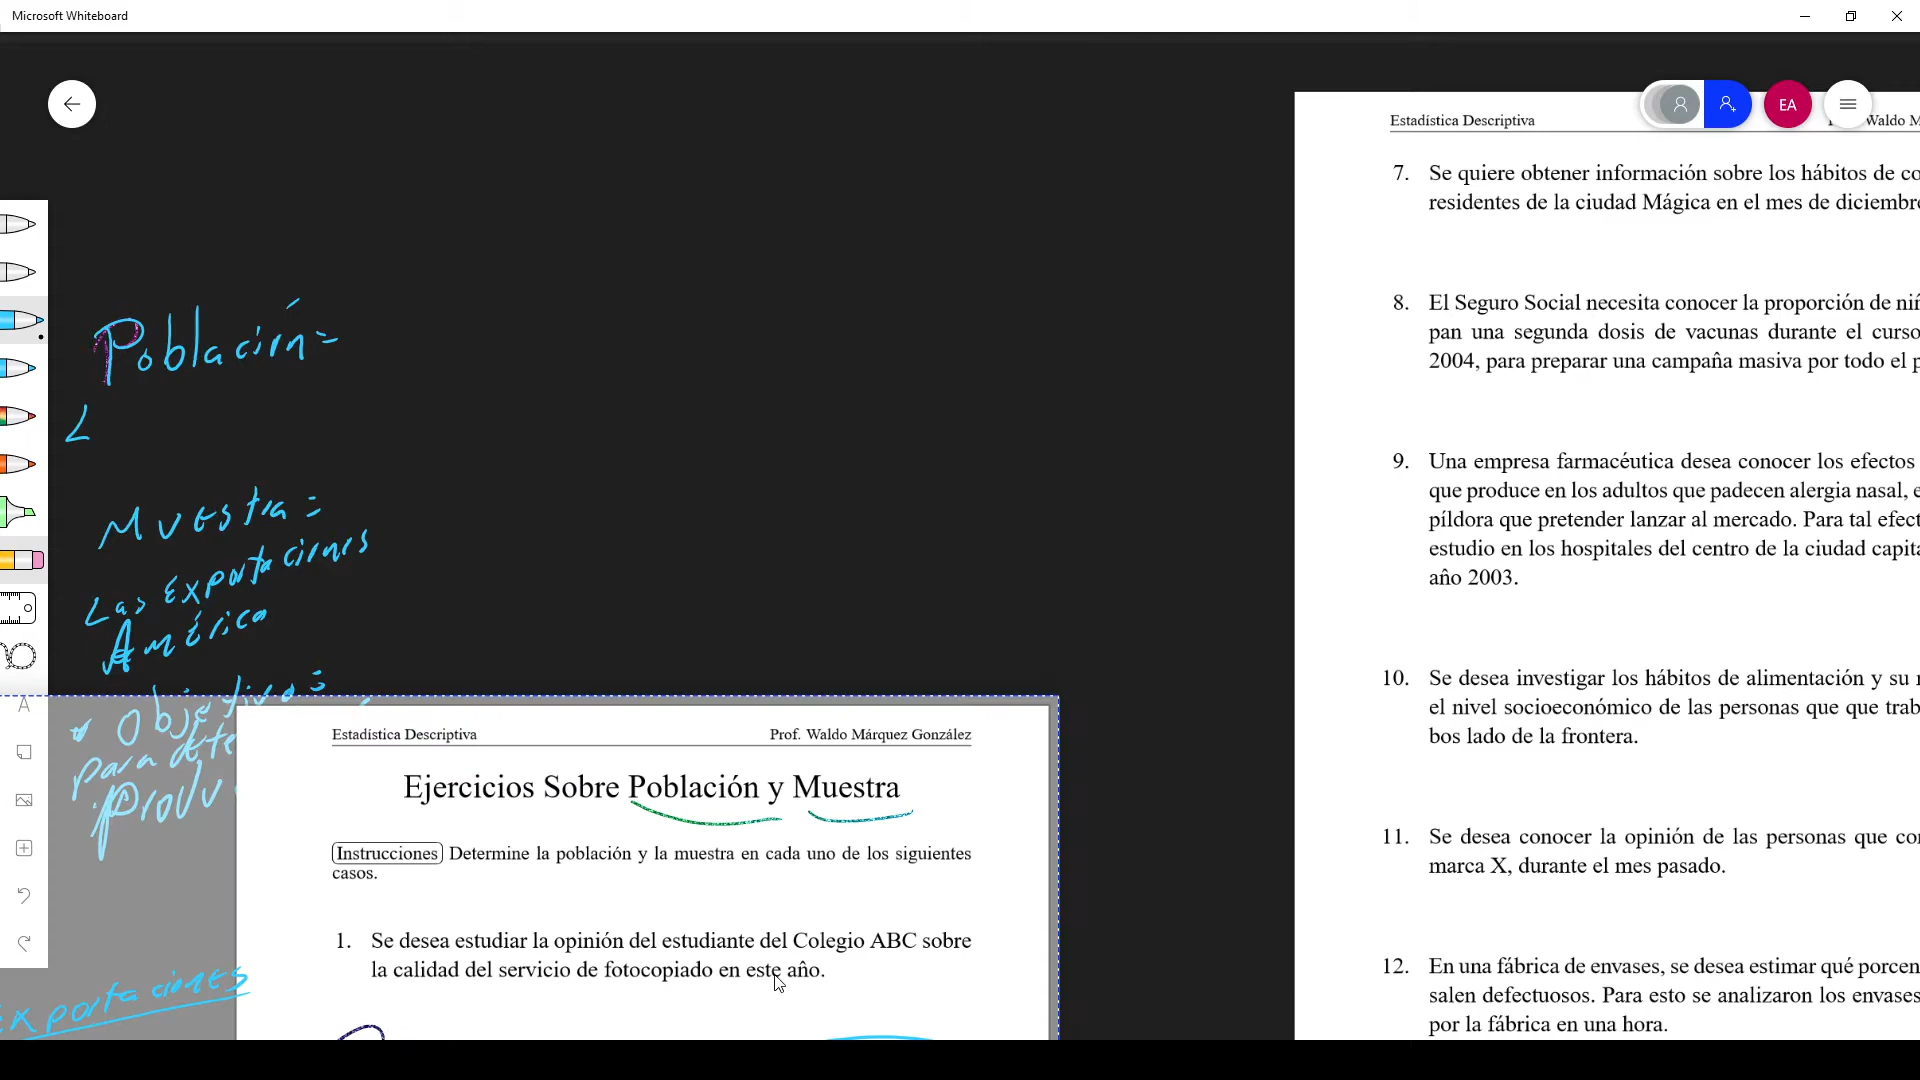 Microsoft Whiteboard
EA
Población=
L
Muestra=
Las Exportaciones
América
Objetivo=
para dete
produ
Exportaciones
Estadística Descriptiva
Prof. Waldo Márquez González
Ejercicios Sobre Población y Muestra
Instrucciones Determine la población y la muestra en cada uno de los siguientes
casos.
1. Se desea estudiar la opinión del estudiante del Colegio ABC sobre
la calidad del servicio de fotocopiado en este año.
Estadística Descriptiva
Waldo M
7. Se quiere obtener información sobre los hábitos de co
residentes de la ciudad Mágica en el mes de diciembre
8. El Seguro Social necesita conocer la proporción de niñ
pan una segunda dosis de vacunas durante el curso
2004, para preparar una campaña masiva por todo el p
9. Una empresa farmacéutica desea conocer los efectos
que produce en los adultos que padecen alergia nasal, e
píldora que pretender lanzar al mercado. Para tal efect
estudio en los hospitales del centro de la ciudad capita
año 2003.
10. Se desea investigar los hábitos de alimentación y su r
el nivel socioeconómico de las personas que que trab
bos lado de la frontera.
11. Se desea conocer la opinión de las personas que con
marca X, durante el mes pasado.
12. En una fábrica de envases, se desea estimar qué porcen
salen defectuosos. Para esto se analizaron los envases
por la fábrica en una hora.